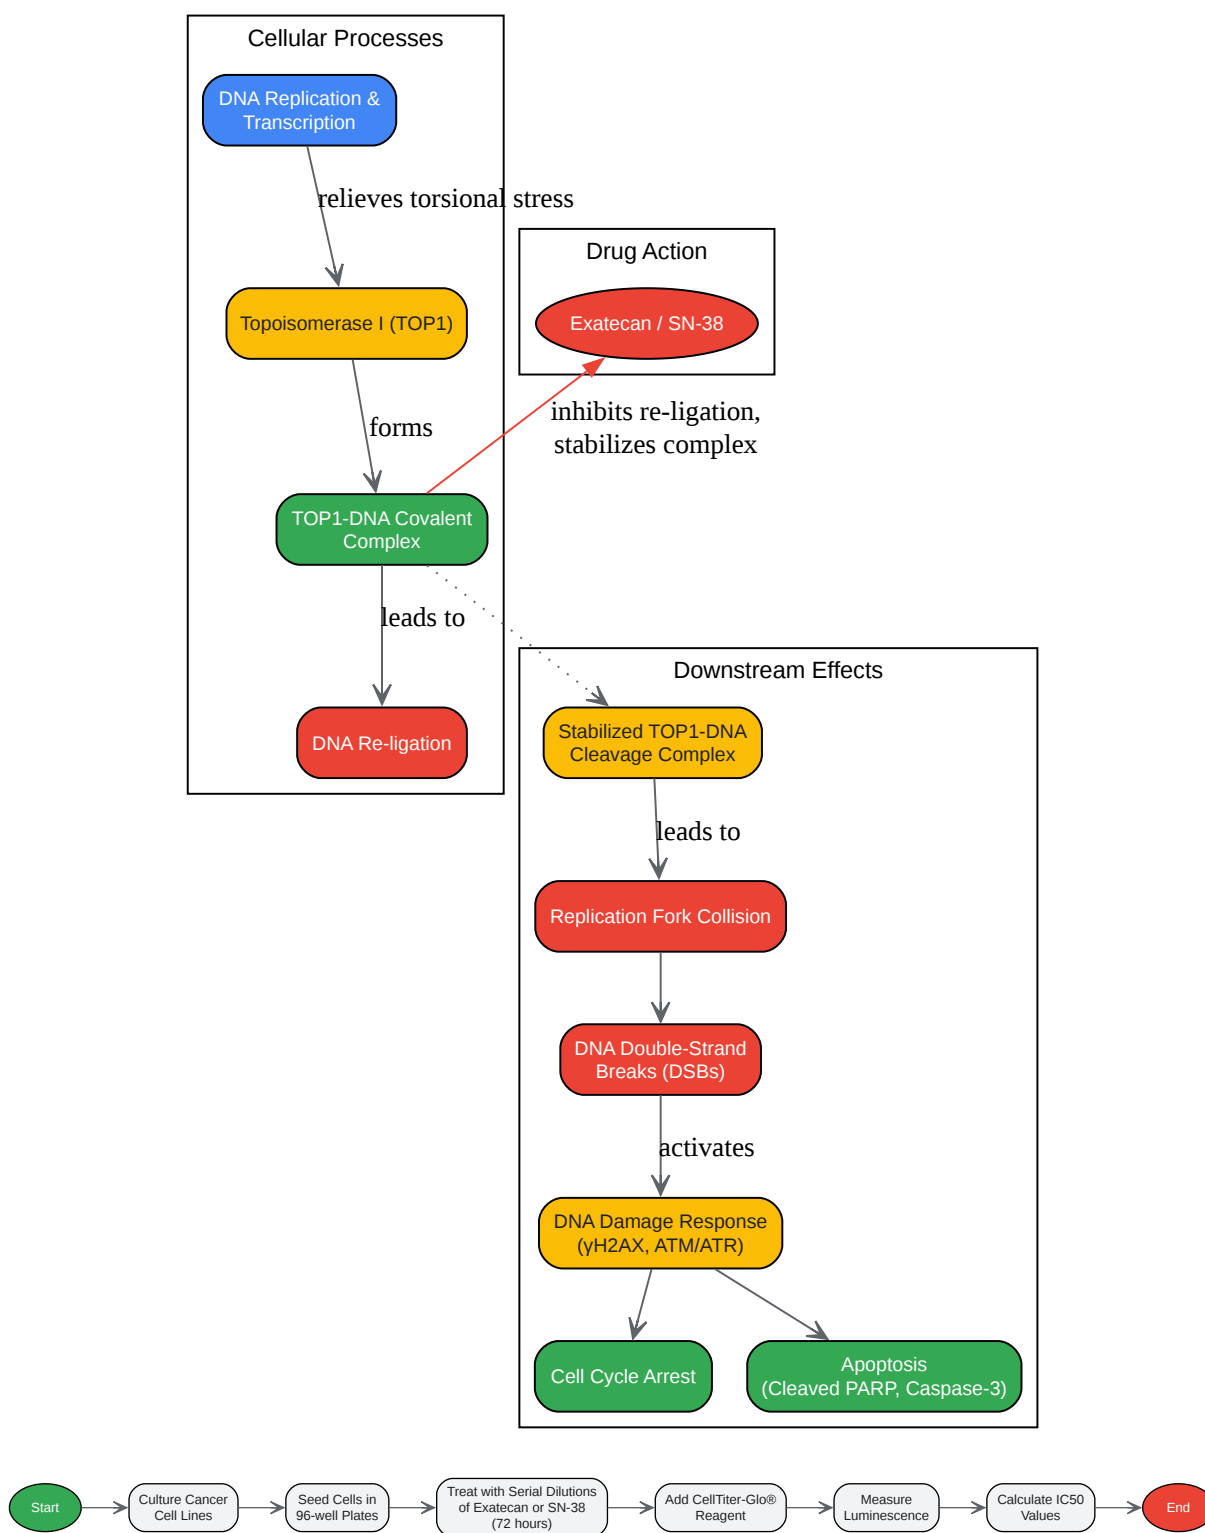 Cellular Processes
DNA Replication &
Transcription
relieves torsional stress
Drug Action
Topoisomerase I (TOP1)
Exatecan / SN-38
forms
inhibits re-ligation,
stabilizes complex
TOP1-DNA Covalent
Complex
leads to
DNA Re-ligation
Downstream Effects
Stabilized TOP1-DNA
Cleavage Complex
leads to
Replication Fork Collision
DNA Double-Strand
Breaks (DSBs)
activates
DNA Damage Response
(γH2AX, ATM/ATR)
Cell Cycle Arrest
Apoptosis
(Cleaved PARP, Caspase-3)
Start
Culture Cancer
Cell Lines
Seed Cells in
96-well Plates
Treat with Serial Dilutions
of Exatecan or SN-38
(72 hours)
Add CellTiter-Glo®
Reagent
Measure
Luminescence
Calculate IC50
Values
End